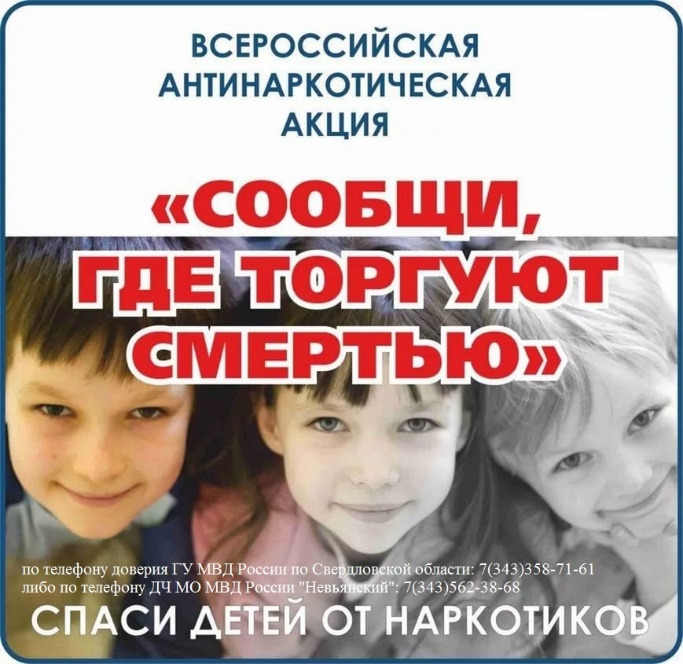 ВСЕРОССИЙСКАЯ
АНТИНАРКОТИЧЕСКАЯ
АКЦИЯ
«СООБЩИ,
ГДЕ ТОРГУЮТ
СМЕРТЬЮ»
по телефону доверия ГУ МВД России по Свердловской области: 7(343)358-71-61
либо по телефону ДЧ МО МВД России "Невьянский": 7(343)562-38-68
СПАСИ ДЕТЕЙ ОТ НАРКОТИКОВ